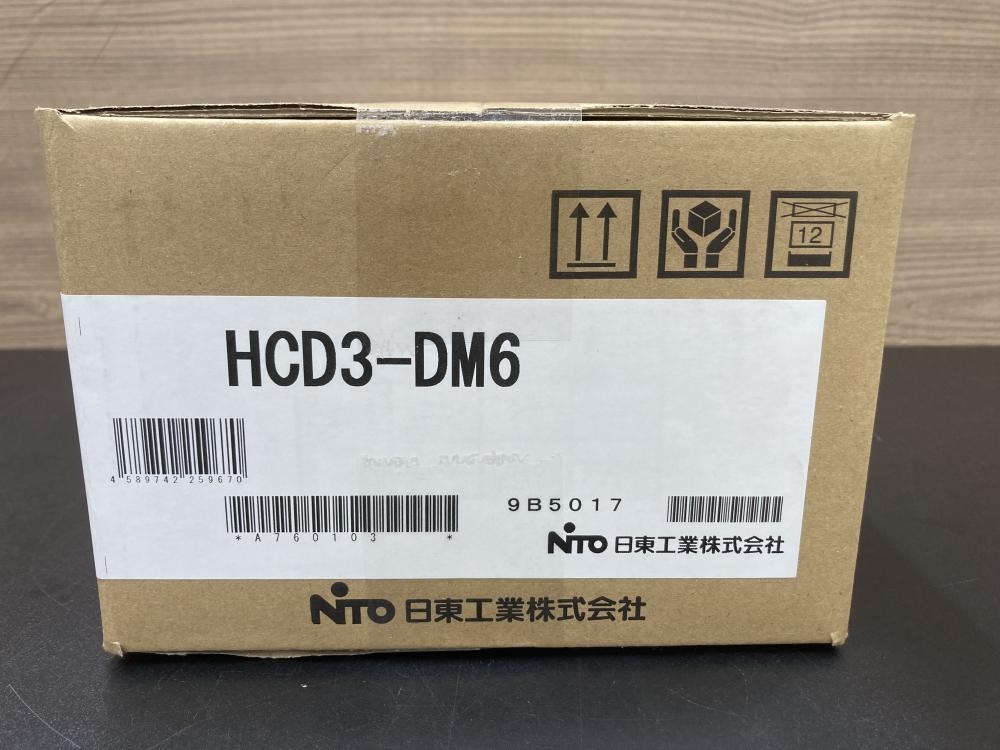 12
HCD3-DM6
4 589742 259670
*A760103 *
9B5017
NITO 日東工業株式会社
NITO 日東工業株式会社